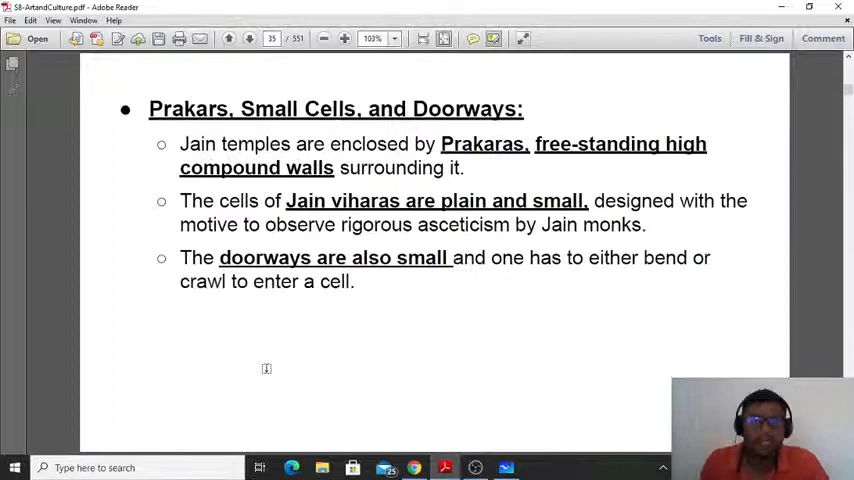 S8-ArtandCulture.pdf - Adobe Reader
File Edit View Window Help
Open 35 / 551 103% Tools Fill & Sign Comment
● Prakars, Small Cells, and Doorways:
○ Jain temples are enclosed by Prakaras, free-standing high
compound walls surrounding it.
○ The cells of Jain viharas are plain and small, designed with the
motive to observe rigorous asceticism by Jain monks.
○ The doorways are also small and one has to either bend or
crawl to enter a cell.
Type here to search 25